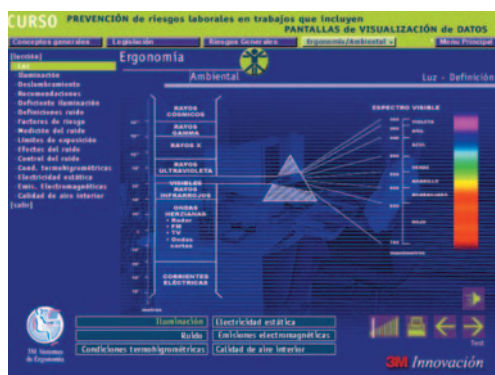 CURSO PREVENCIÓN de riesgos laborales en trabajos que incluyen
PANTALLAS de VISUALIZACIÓN de DATOS
Conceptos generales
Legislación
Riesgos Generales
Ergonomía/Ambiental
Menu Principal
[lección]
Luz
Iluminación
Deslumbramiento
Recomendaciones
Deficiente iluminación
Definiciones ruido
Factores de riesgo
Medición del ruido
Límites de exposición
Efectos del ruido
Control del ruido
Cond. termohigrométricas
Electricidad estática
Emis. Electromagnéticas
Calidad de aire interior
[salir]
Ergonomía
Ambiental
Luz - Definición
RAYOS
CÓSMICOS
RAYOS
GAMMA
RAYOS X
RAYOS
ULTRAVIOLETA
VISIBLES
RAYOS
INFRARROJOS
ONDAS
HERZIANAS
• Radar
• FM
• TV
• Ondas
cortas
CORRIENTES
ELÉCTRICAS
metros
ESPECTRO VISIBLE
VIOLETA
AÑIL
AZUL
VERDE
AMARILLO
ANARANJADO
ROJO
Iluminación
Electricidad estática
Ruido
Emisiones electromagnéticas
Condiciones termohigrométricas
Calidad de aire interior
3M Sistemas
de Ergonomía
Test
3M Innovación